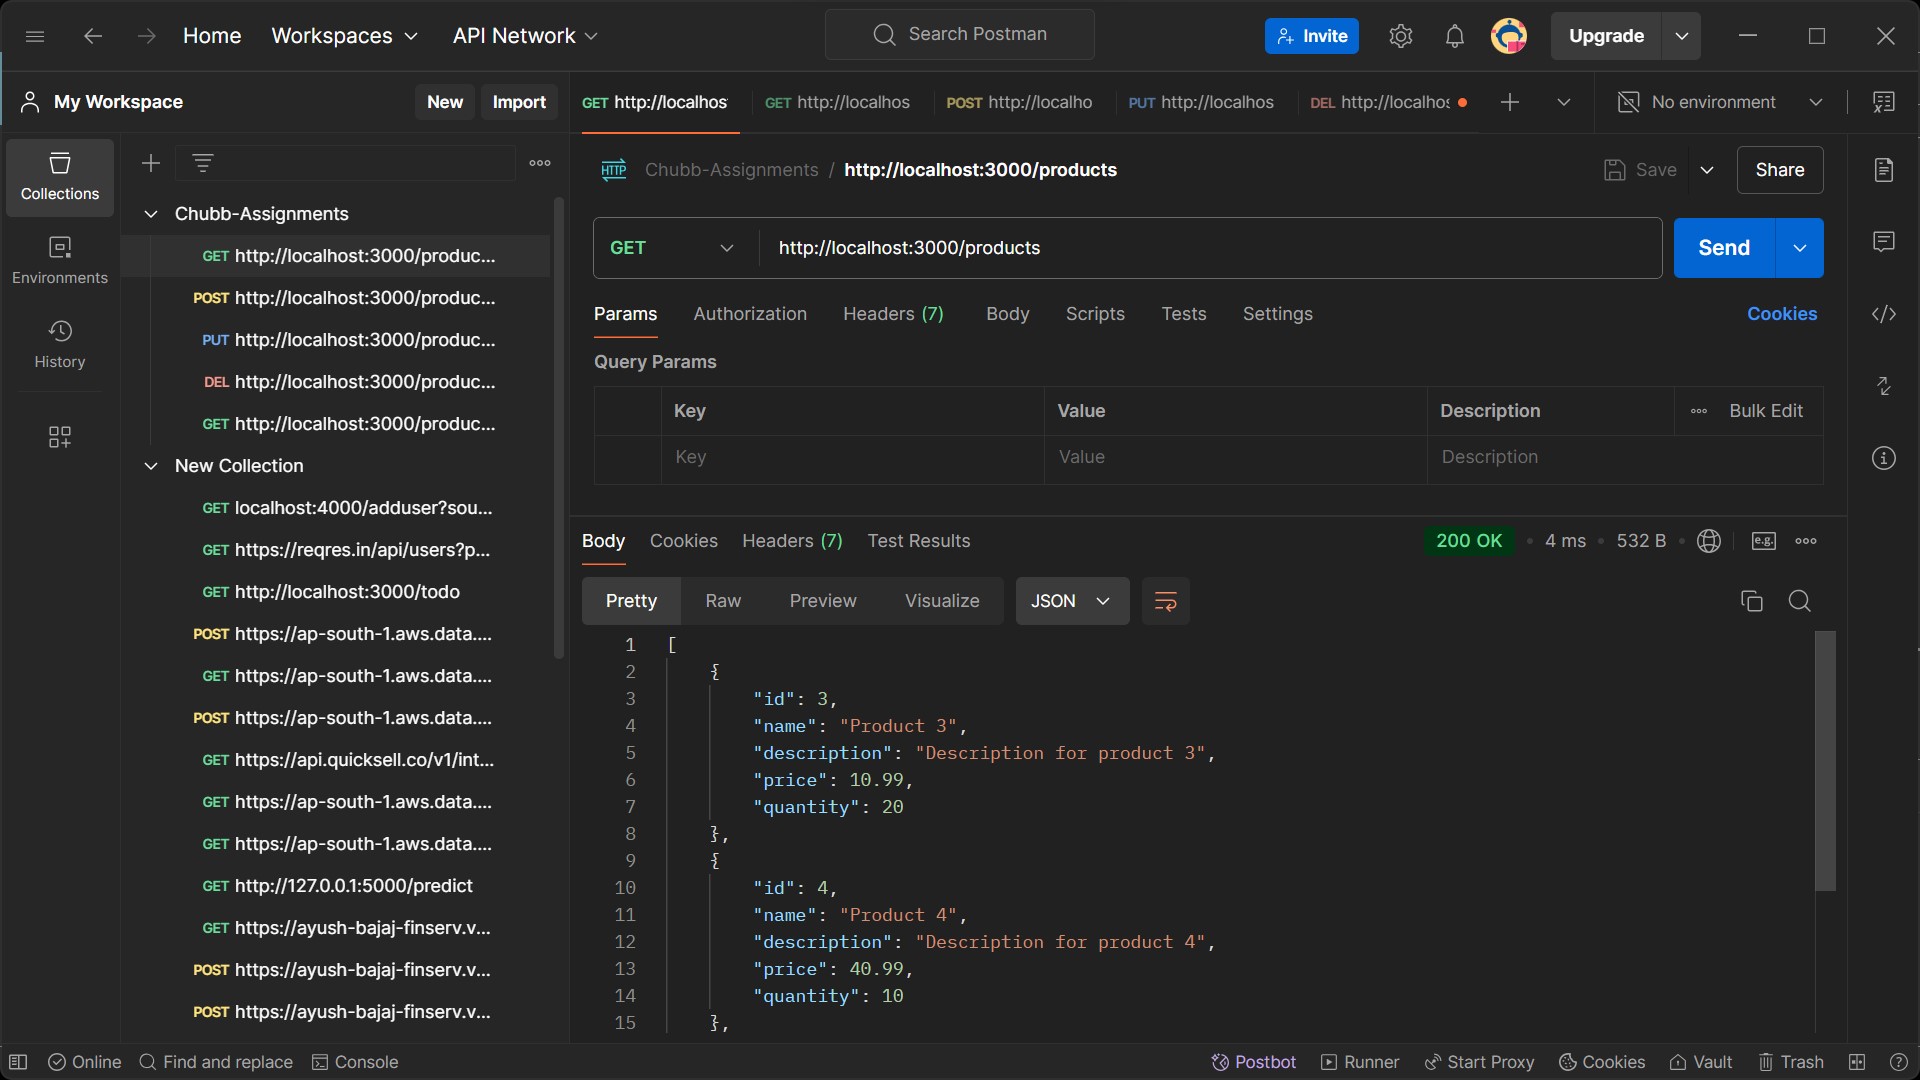 Home
Workspaces
API Network
Search Postman
Invite
Upgrade
My Workspace
New
Import
GET http://localhos
GET http://localhos
POST http://localho
PUT http://localhos
DEL http://localhos
No environment
Collections
Environments
History
Chubb-Assignments
GET http://localhost:3000/produc...
POST http://localhost:3000/produc...
PUT http://localhost:3000/produc...
DEL http://localhost:3000/produc...
GET http://localhost:3000/produc...
New Collection
GET localhost:4000/adduser?sou...
GET https://reqres.in/api/users?p...
GET http://localhost:3000/todo
POST https://ap-south-1.aws.data....
GET https://ap-south-1.aws.data....
POST https://ap-south-1.aws.data....
GET https://api.quicksell.co/v1/int...
GET https://ap-south-1.aws.data....
GET https://ap-south-1.aws.data....
GET http://127.0.0.1:5000/predict
GET https://ayush-bajaj-finserv.v...
POST https://ayush-bajaj-finserv.v...
POST https://ayush-bajaj-finserv.v...
HTTP Chubb-Assignments / http://localhost:3000/products
Save
Share
GET http://localhost:3000/products
Send
Params Authorization Headers (7) Body Scripts Tests Settings Cookies
Query Params
Key Value Description Bulk Edit
Key Value Description
Body Cookies Headers (7) Test Results
200 OK • 4 ms • 532 B
e.g.
Pretty Raw Preview Visualize JSON
1 [
2 {
3 "id": 3,
4 "name": "Product 3",
5 "description": "Description for product 3",
6 "price": 10.99,
7 "quantity": 20
8 },
9 {
10 "id": 4,
11 "name": "Product 4",
12 "description": "Description for product 4",
13 "price": 40.99,
14 "quantity": 10
15 },
Online Find and replace Console
Postbot Runner Start Proxy Cookies Vault Trash